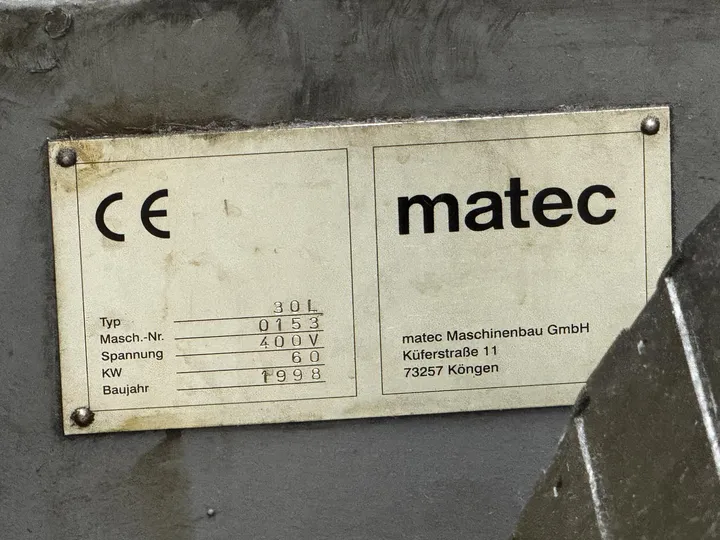 CE
Typ 30L
Masch.-Nr. 0153
Spannung 400V
KW 60
Baujahr 1998
matec
matec Maschinenbau GmbH
Küferstraße 11
73257 Köngen